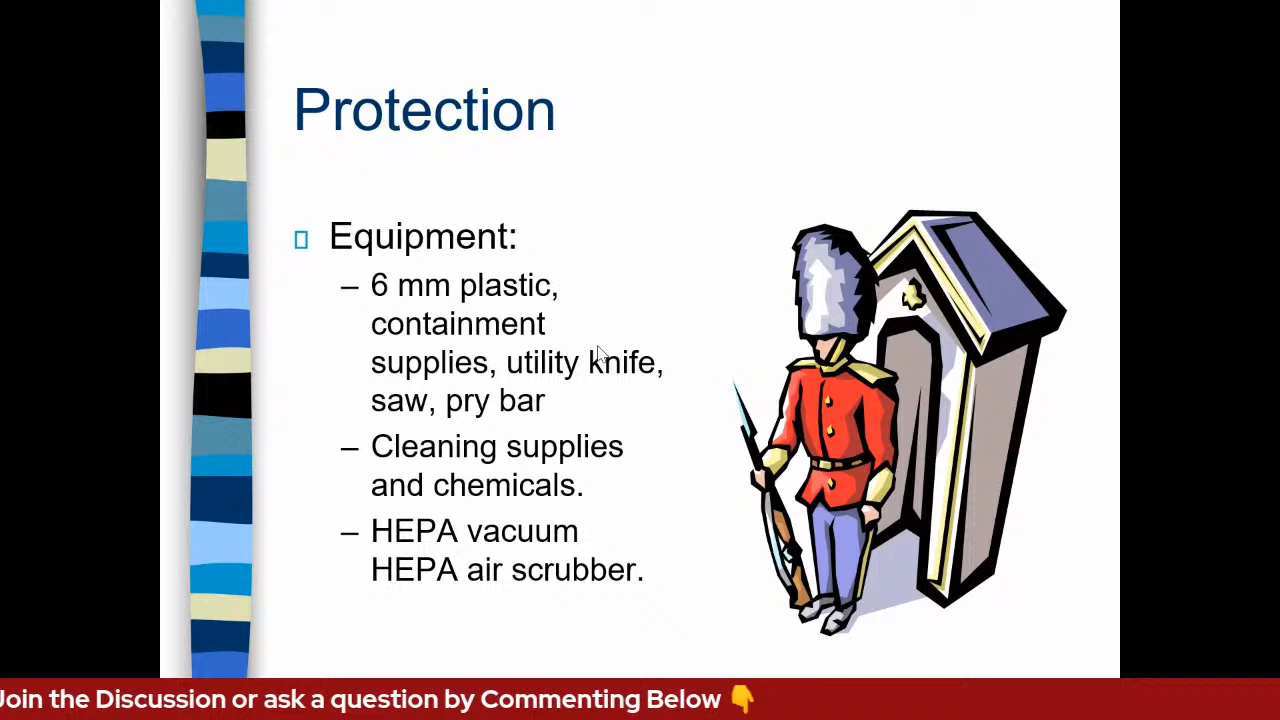 Protection
Equipment:
– 6 mm plastic,
containment
supplies, utility knife,
saw, pry bar
– Cleaning supplies
and chemicals.
– HEPA vacuum
HEPA air scrubber.
Join the Discussion or ask a question by Commenting Below 👇